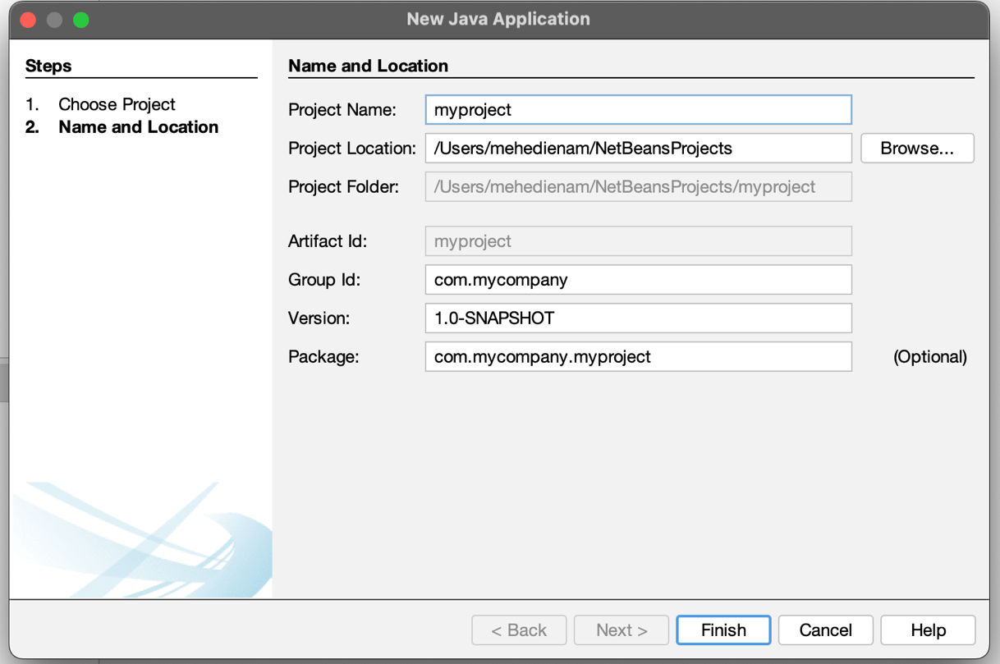 New Java Application
Steps
1. Choose Project
2. Name and Location
Name and Location
Project Name: myproject
Project Location: /Users/mehedienam/NetBeansProjects Browse...
Project Folder: /Users/mehedienam/NetBeansProjects/myproject
Artifact Id: myproject
Group Id: com.mycompany
Version: 1.0-SNAPSHOT
Package: com.mycompany.myproject (Optional)
< Back Next > Finish Cancel Help